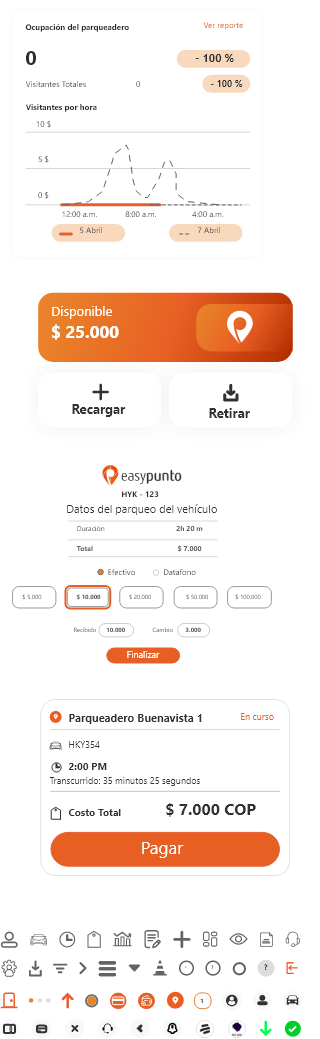 Ocupación del parqueadero
Ver reporte
0
- 100 %
Visitantes Totales
0
- 100 %
Visitantes por hora
10 $
5 $
0 $
12:00 a.m.
8:00 a.m.
4:00 a.m.
5 Abril
7 Abril
Disponible
$ 25.000
Recargar
Retirar
easypunto
HYK - 123
Datos del parqueo del vehículo
Duración
2h 20 m
Total
$ 7.000
Efectivo
Datafono
$ 5.000
$ 10.000
$ 20.000
$ 50.000
$ 100.000
Recibido
10.000
Cambio
3.000
Finalizar
Parqueadero Buenavista 1
En curso
HKY354
2:00 PM
Transcurrido: 35 minutos 25 segundos
Costo Total
$ 7.000 COP
Pagar
?
1